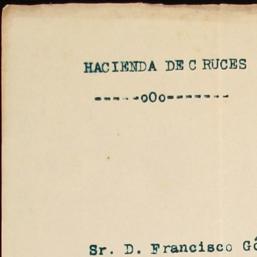 HACIENDA DE C RUCES
------oOo-------
Sr. D. Francisco